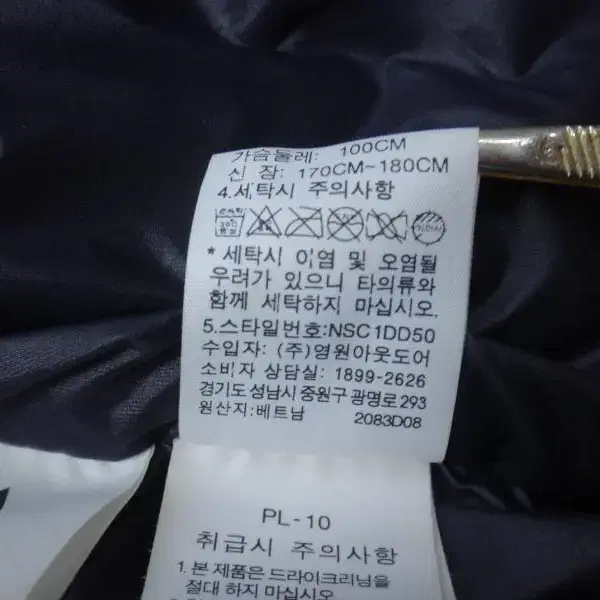 가슴둘레: 100CM
신 장: 170CM~180CM
4.세탁시 주의사항
* 세탁시 이염 및 오염될
우려가 있으니 타의류와
함께 세탁하지 마십시오.
5.스타일번호:NSC1DD50
수입자: (주)영원아웃도어
소비자 상담실: 1899-2626
경기도 성남시 중원구 광명로 293
원산지:베트남 2083D08
PL-10
취급시 주의사항
1. 본 제품은 드라이크리닝을
절대 하지 마십시오